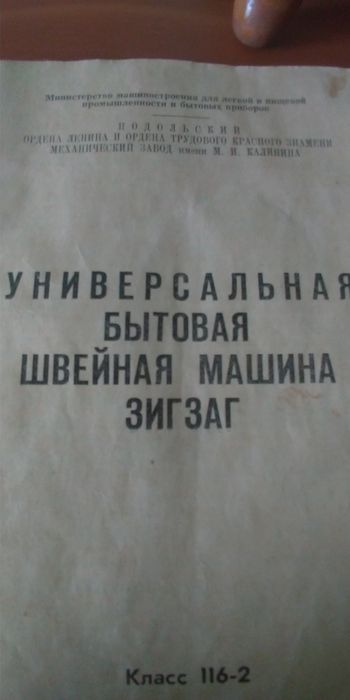 Министерство машиностроения для легкой и пищевой
промышленности и бытовых приборов
ПОДОЛЬСКИЙ
ОРДЕНА ЛЕНИНА И ОРДЕНА ТРУДОВОГО КРАСНОГО ЗНАМЕНИ
МЕХАНИЧЕСКИЙ ЗАВОД имени М. И. КАЛИНИНА
УНИВЕРСАЛЬНАЯ
БЫТОВАЯ
ШВЕЙНАЯ МАШИНА
ЗИГЗАГ
Класс 116-2